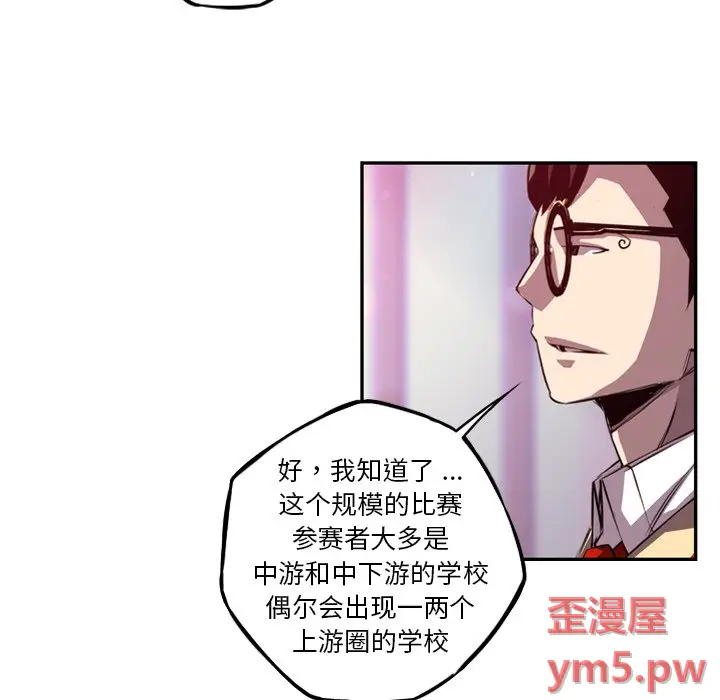 好，我知道了...
这个规模的比赛
参赛者大多是
中游和中下游的学校
偶尔会出现一两个
上游圈的学校
歪漫屋
ym5.pw